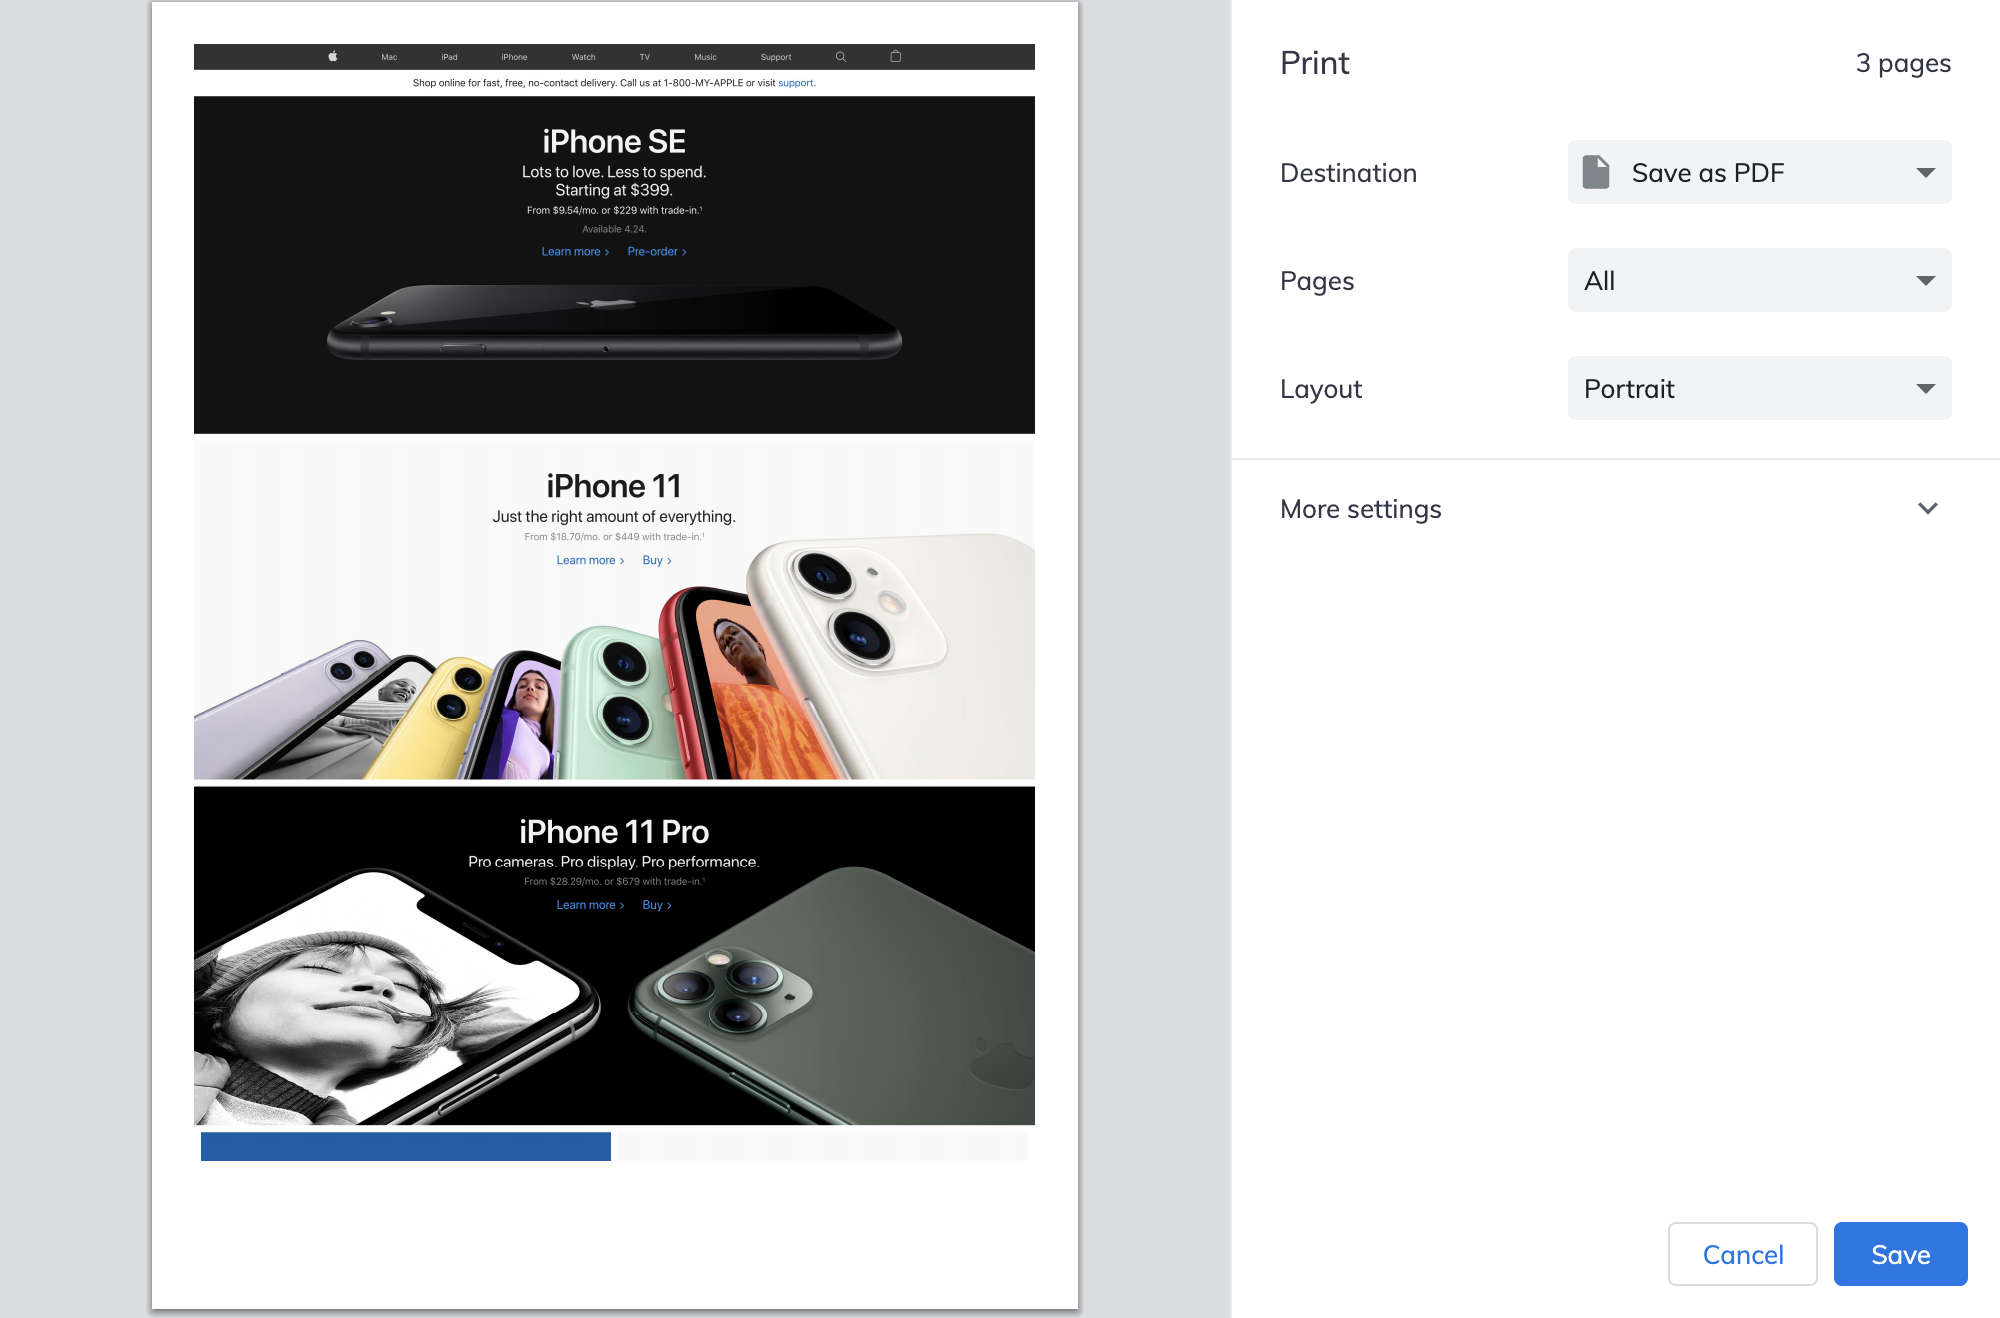 Mac iPad iPhone Watch TV Music Support
Shop online for fast, free, no-contact delivery. Call us at 1-800-MY-APPLE or visit support.
iPhone SE
Lots to love. Less to spend.
Starting at $399.
From $9.54/mo. or $229 with trade-in.¹
Available 4.24.
Learn more > Pre-order >
iPhone 11
Just the right amount of everything.
From $18.70/mo. or $449 with trade-in.¹
Learn more > Buy >
iPhone 11 Pro
Pro cameras. Pro display. Pro performance.
From $28.29/mo. or $679 with trade-in.¹
Learn more > Buy >
Print 3 pages
Destination Save as PDF
Pages All
Layout Portrait
More settings
Cancel Save